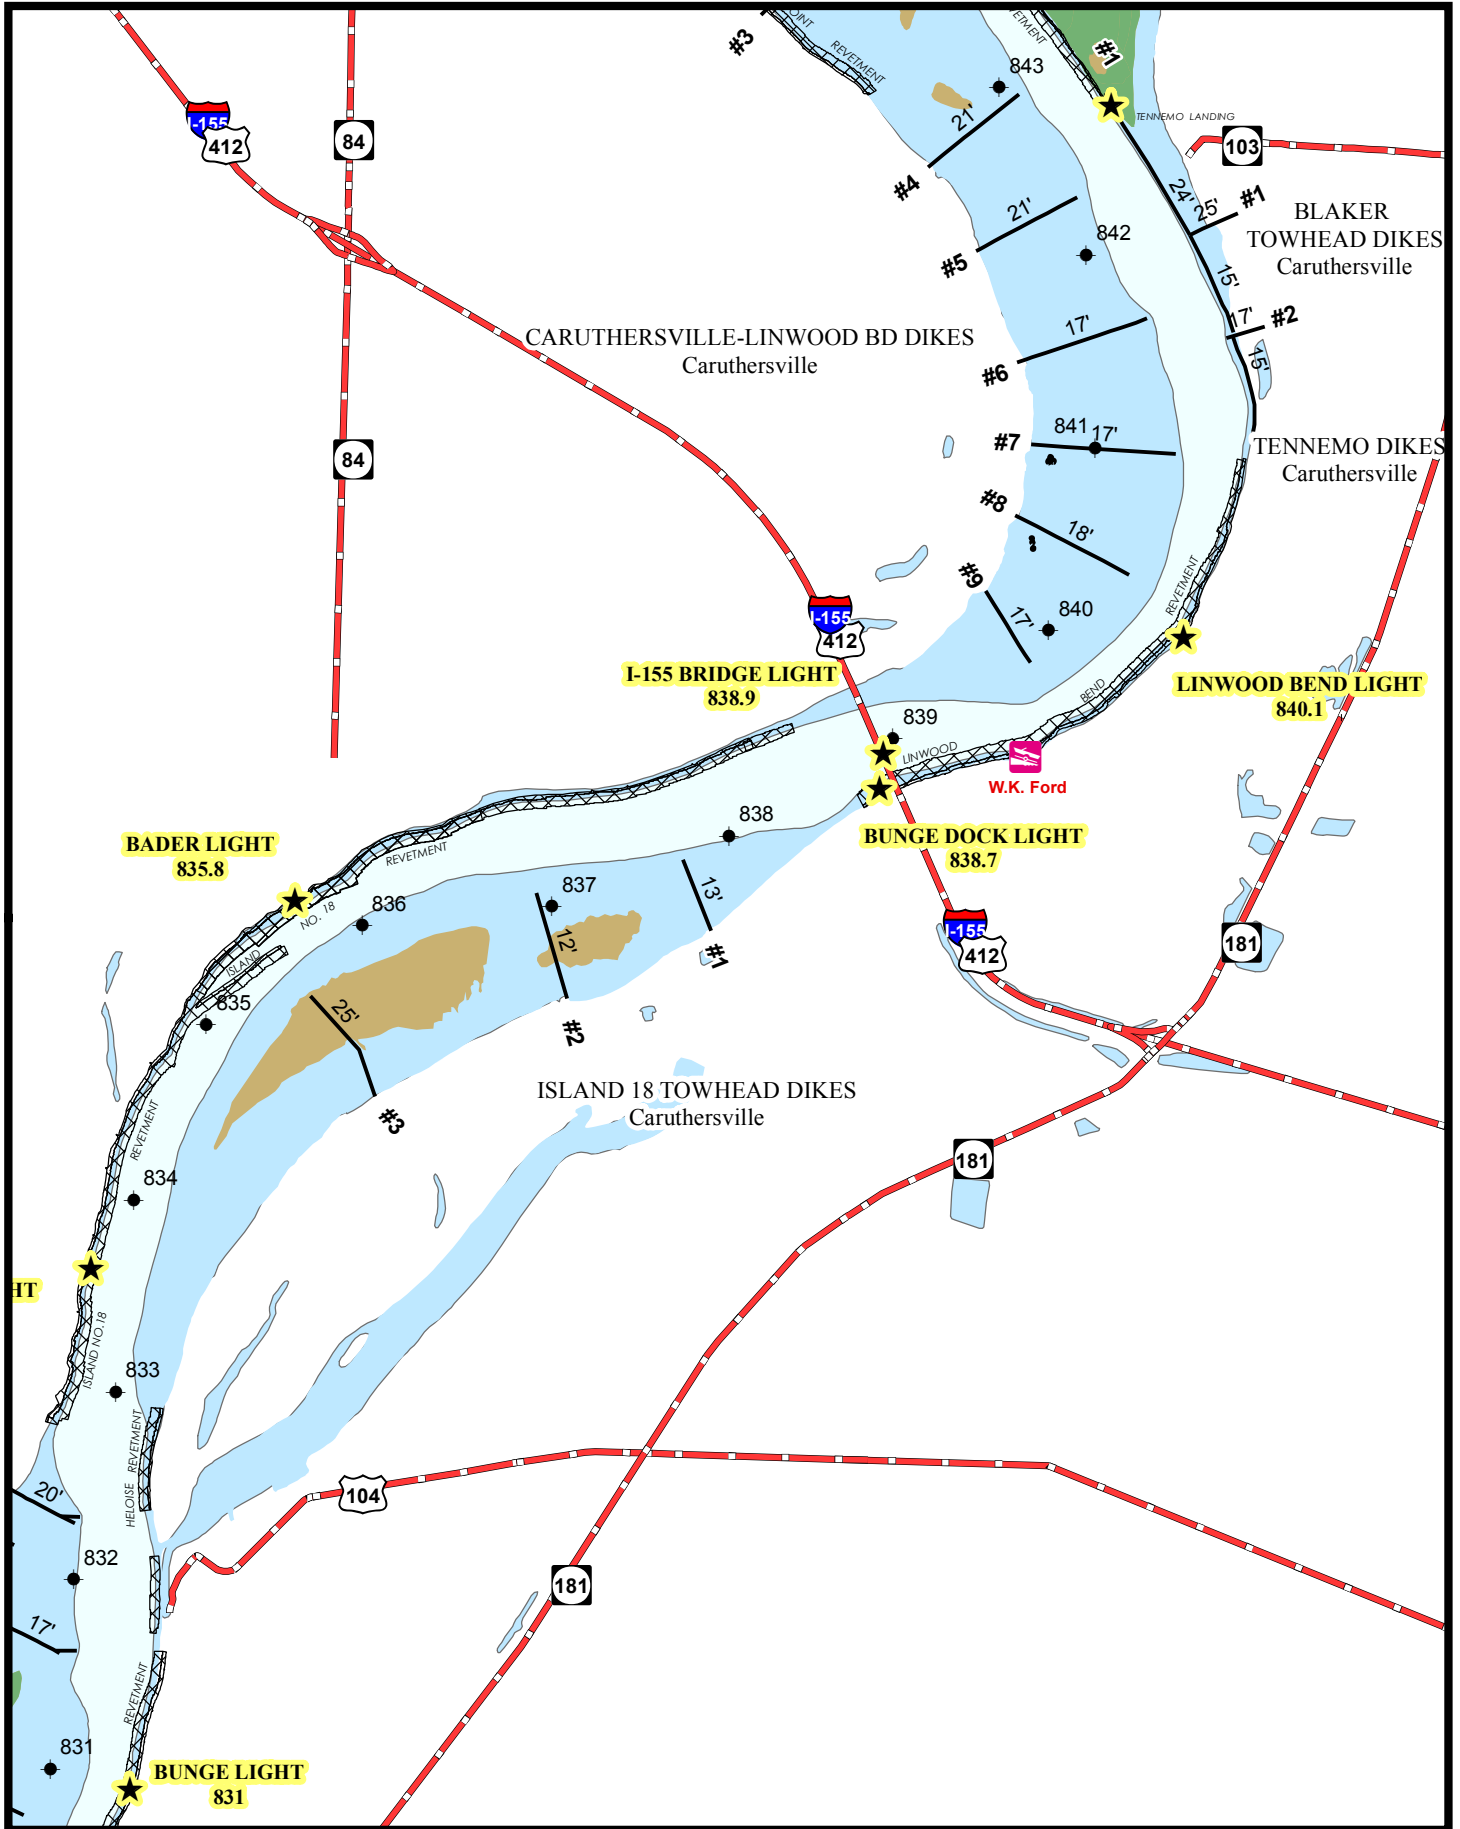 #3
OINT
REVETMENT
VETMENT
#1
843
21'
TENNEMO LANDING
I-155
412
84
103
#4
24'
25'
#1
21'
BLAKER
TOWHEAD DIKES
Caruthersville
842
#5
15'
17'
#2
17'
CARUTHERSVILLE-LINWOOD BD DIKES
Caruthersville
15'
#6
841
17'
#7
TENNEMO DIKES
Caruthersville
84
#8
18'
#9
REVETMENT
17'
840
I-155
412
I-155 BRIDGE LIGHT
838.9
LINWOOD BEND LIGHT
840.1
BEND
839
LINWOOD
W.K. Ford
838
BUNGE DOCK LIGHT
838.7
BADER LIGHT
835.8
REVETMENT
837
13'
836
NO. 18
12'
#1
I-155
412
181
ISLAND
835
25'
#2
ISLAND 18 TOWHEAD DIKES
Caruthersville
#3
REVETMENT
181
834
HT
ISLAND NO.18
833
REVETMENT
HELOISE
20'
104
832
181
17'
REVETMENT
831
BUNGE LIGHT
831